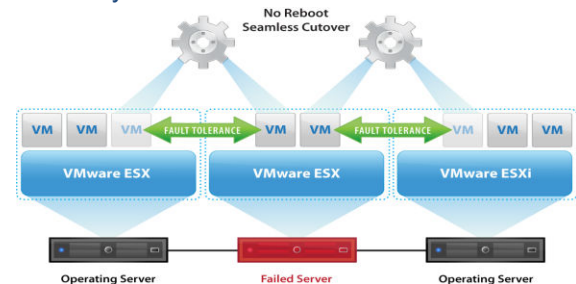 No Reboot
Seamless Cutover
VM VM VM FAULT TOLERANCE VM VM FAULT TOLERANCE VM VM VM
VMware ESX VMware ESX VMware ESXi
Operating Server Failed Server Operating Server